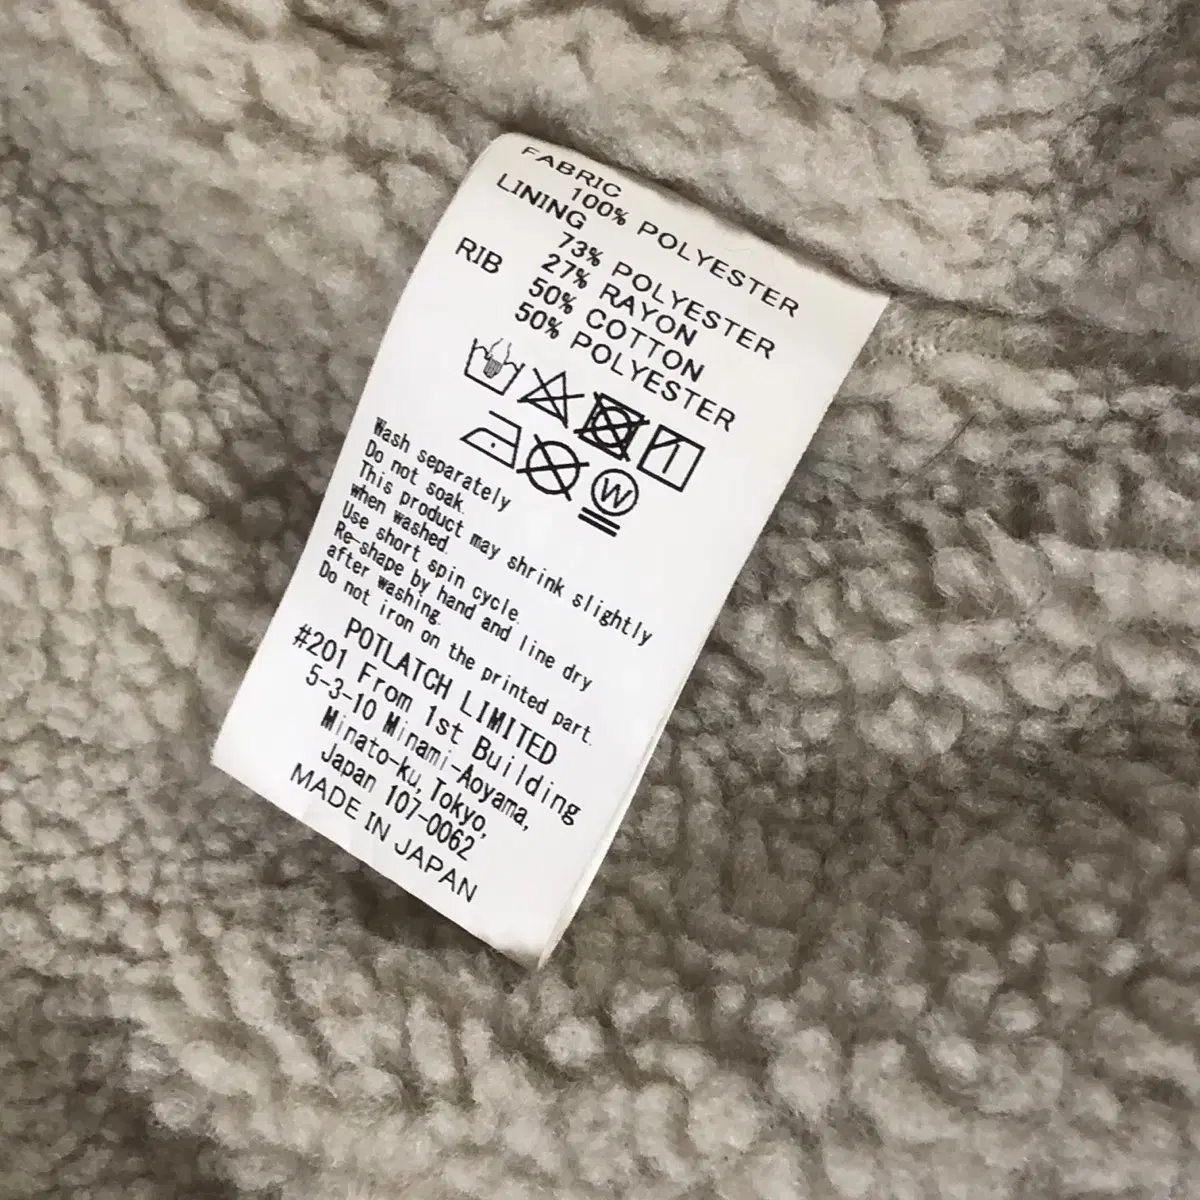 FABRIC
100% POLYESTER
LINING
73% POLYESTER
27% RAYON
RIB 50% COTTON
50% POLYESTER
W
Wash separately
Do not soak.
This product may shrink slightly
when washed.
Use short spin cycle.
Re-shape by hand and line dry
after washing.
Do not iron on the printed part.
POTLATCH LIMITED
#201 From 1st Building
5-3-10 Minami-Aoyama,
Minato-ku, Tokyo,
Japan 107-0062
MADE IN JAPAN